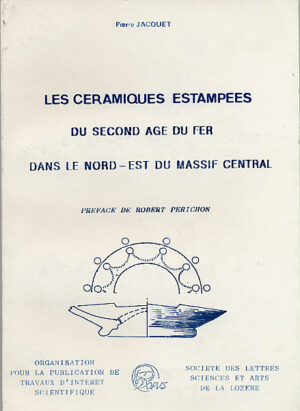 Pierre JACQUET
LES CERAMIQUES ESTAMPEES
DU SECOND AGE DU FER
DANS LE NORD-EST DU MASSIF CENTRAL
PREFACE DE ROBERT PERICHON
ORGANISATION
POUR LA PUBLICATION DE
TRAVAUX D'INTERET
SCIENTIFIQUE
SOCIETE DES LETTRES
SCIENCES ET ARTS
DE LA LOZERE